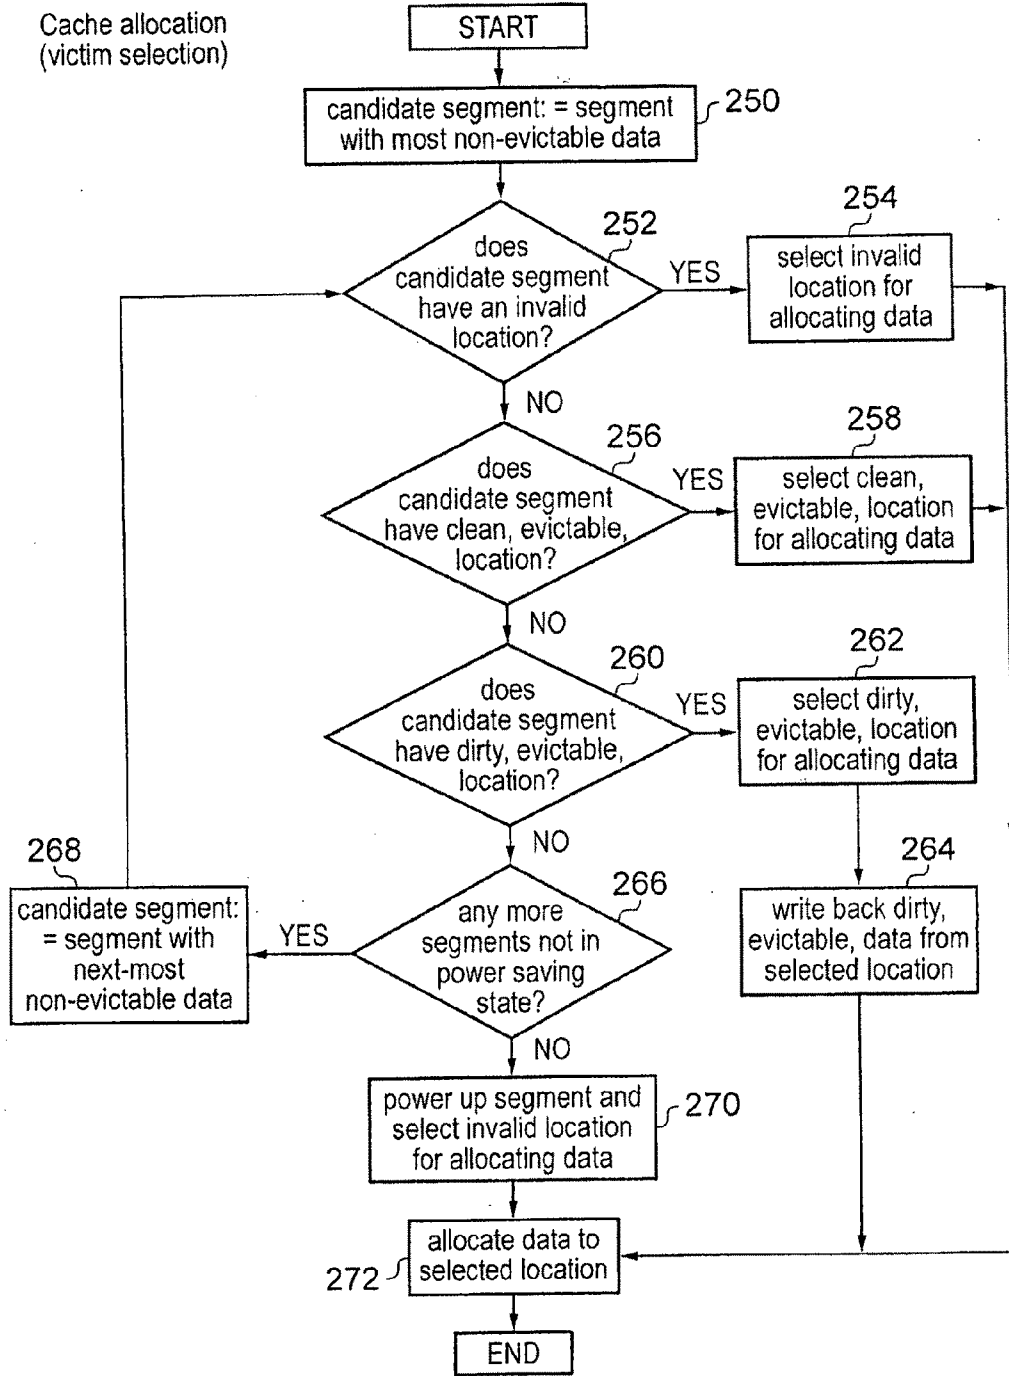 Cache allocation
(victim selection)
START
candidate segment: = segment
with most non-evictable data
250
does
candidate segment
have an invalid
location?
252
YES
254
select invalid
location for
allocating data
NO
does
candidate segment
have clean, evictable,
location?
256
YES
258
select clean,
evictable, location
for allocating data
NO
does
candidate segment
have dirty, evictable,
location?
260
YES
262
select dirty,
evictable, location
for allocating data
NO
264
write back dirty,
evictable, data from
selected location
any more
segments not in
power saving
state?
266
YES
268
candidate segment:
= segment with
next-most
non-evictable data
NO
power up segment and
select invalid location
for allocating data
270
allocate data to
selected location
272
END